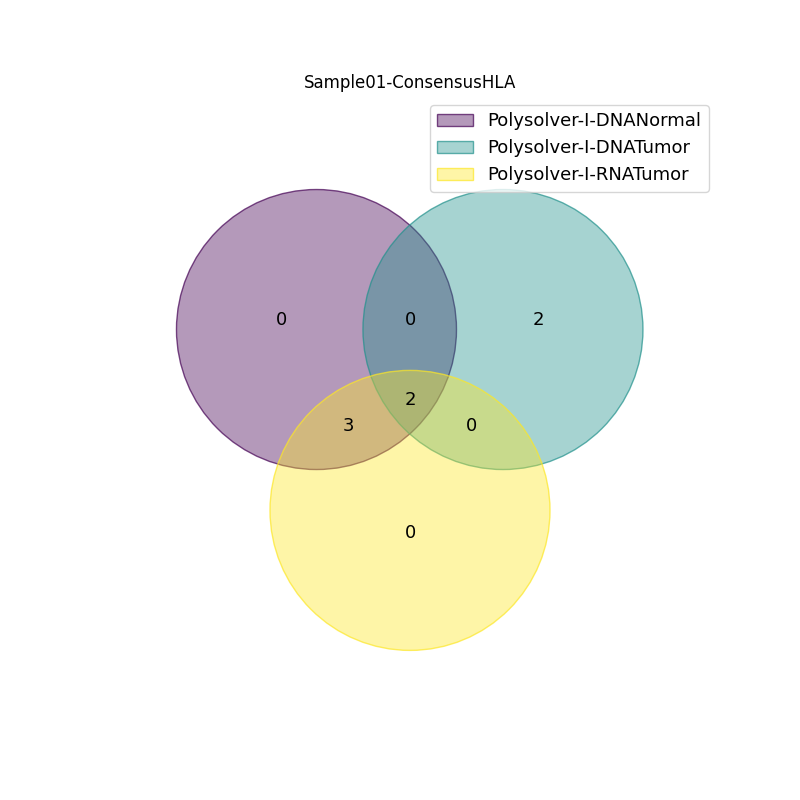 Sample01-ConsensusHLA
Polysolver-I-DNANormal
Polysolver-I-DNATumor
Polysolver-I-RNATumor
0
0
2
2
3
0
0